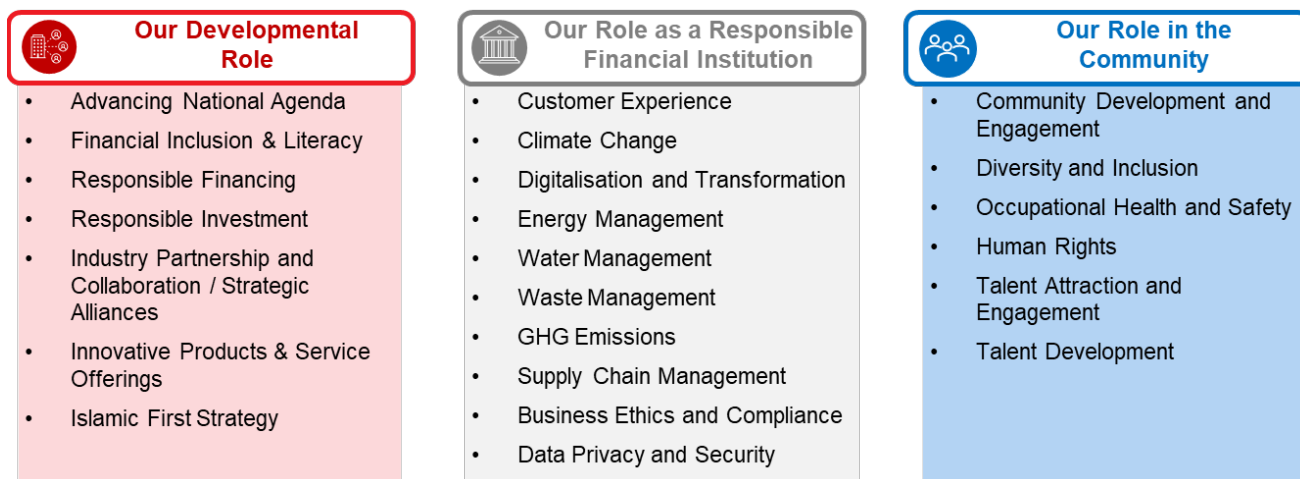 Our Developmental
Role
• Advancing National Agenda
• Financial Inclusion & Literacy
• Responsible Financing
• Responsible Investment
• Industry Partnership and
Collaboration / Strategic
Alliances
• Innovative Products & Service
Offerings
• Islamic First Strategy
Our Role as a Responsible
Financial Institution
• Customer Experience
• Climate Change
• Digitalisation and Transformation
• Energy Management
• Water Management
• Waste Management
• GHG Emissions
• Supply Chain Management
• Business Ethics and Compliance
• Data Privacy and Security
Our Role in the
Community
• Community Development and
Engagement
• Diversity and Inclusion
• Occupational Health and Safety
• Human Rights
• Talent Attraction and
Engagement
• Talent Development